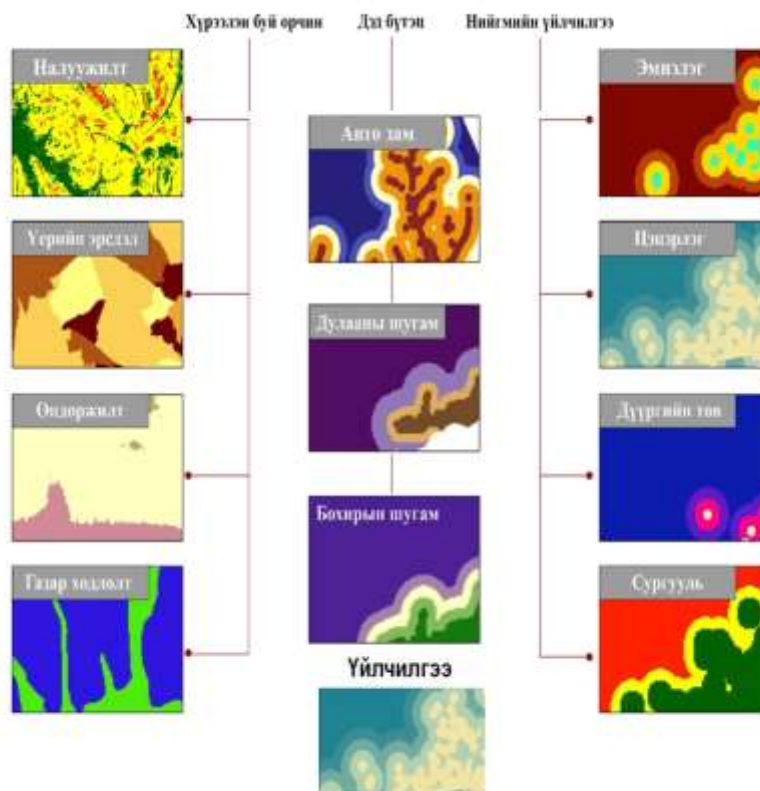 Хүрээлэн буй орчин
Дэд бүтэц
Нийгмийн үйлчилгээ
Налуужилт
Авто зам
Эмнэлэг
Үерийн эрсдэл
Цэцэрлэг
Дулааны шугам
Өндөржилт
Дүүргийн төв
Бохирын шугам
Газар хөдлөлт
Сургууль
Үйлчилгээ